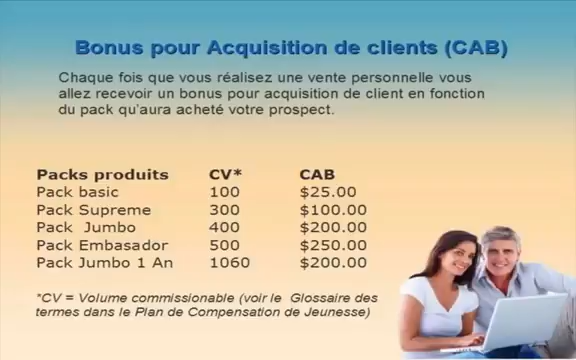 Bonus pour Acquisition de clients (CAB)
Chaque fois que vous réalisez une vente personnelle vous
allez recevoir un bonus pour acquisition de client en fonction
du pack qu'aura acheté votre prospect.
Packs produits CV* CAB
Pack basic 100 $25.00
Pack Supreme 300 $100.00
Pack Jumbo 400 $200.00
Pack Embasador 500 $250.00
Pack Jumbo 1 An 1060 $200.00
*CV = Volume commissionable (voir le Glossaire des
termes dans le Plan de Compensation de Jeunesse)